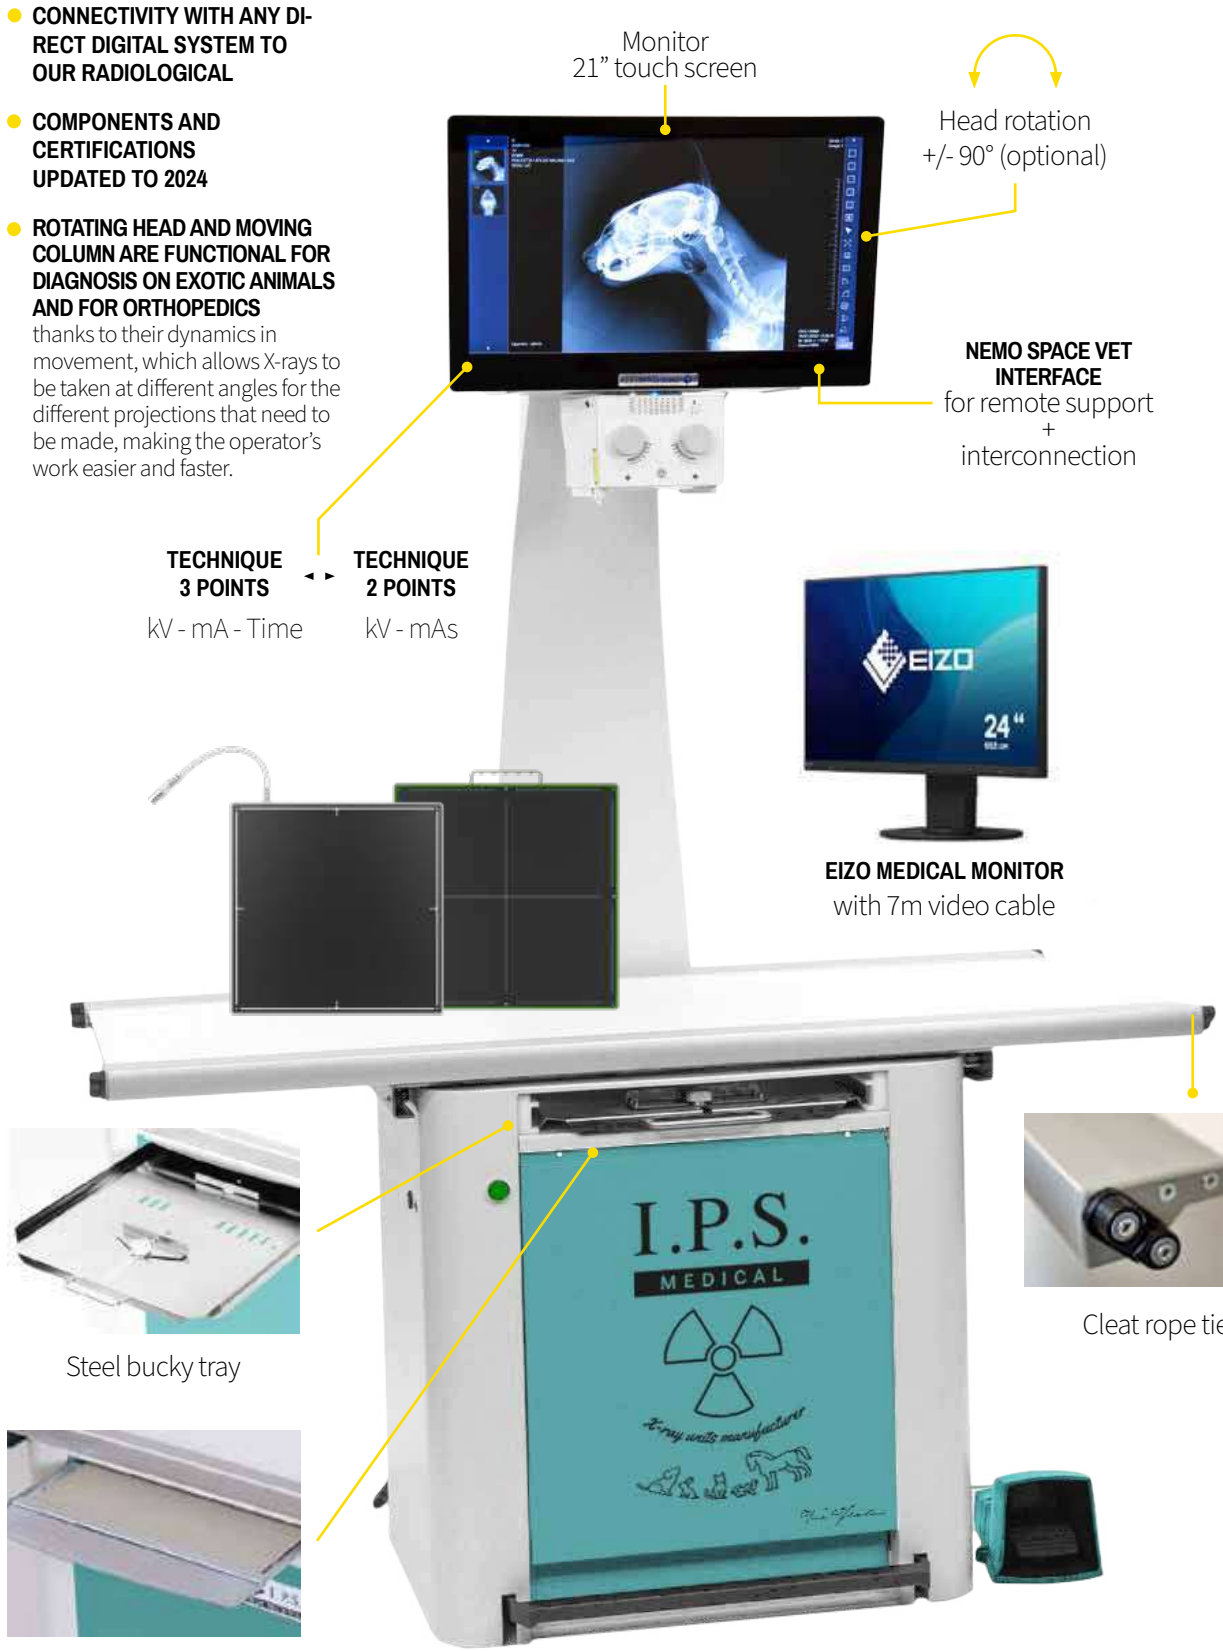 CONNECTIVITY WITH ANY DI-
RECT DIGITAL SYSTEM TO
OUR RADIOLOGICAL
COMPONENTS AND
CERTIFICATIONS
UPDATED TO 2024
ROTATING HEAD AND MOVING
COLUMN ARE FUNCTIONAL FOR
DIAGNOSIS ON EXOTIC ANIMALS
AND FOR ORTHOPEDICS
thanks to their dynamics in
movement, which allows X-rays to
be taken at different angles for the
different projections that need to
be made, making the operator's
work easier and faster.
Monitor
21” touch screen
Head rotation
+/- 90° (optional)
NEMO SPACE VET
INTERFACE
for remote support
+
interconnection
TECHNIQUE
3 POINTS
kV - mA - Time
TECHNIQUE
2 POINTS
kV - mAs
EIZO
24“
EIZO MEDICAL MONITOR
with 7m video cable
Steel bucky tray
Cleat rope tie
I.P.S.
MEDICAL
X-ray units manufacturer
I.P.S.